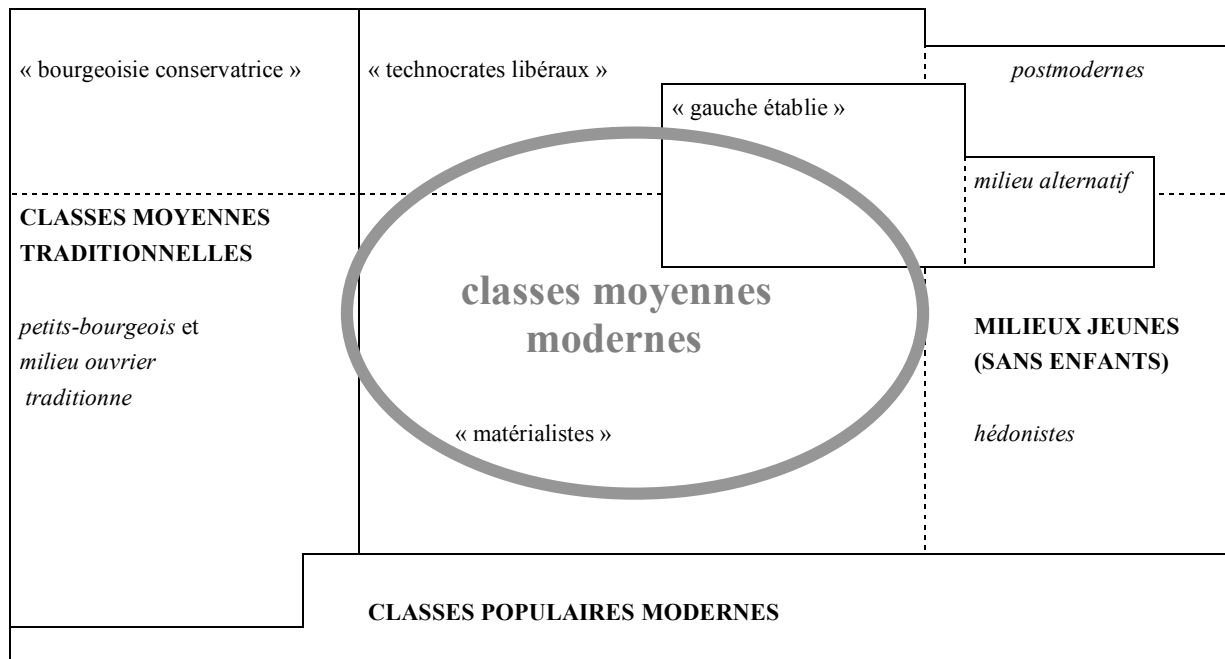 « bourgeoisie conservatrice »
« technocrates libéraux »
postmodernes
« gauche établie »
milieu alternatif
CLASSES MOYENNES
TRADITIONNELLES
petits-bourgeois et
milieu ouvrier
traditionne
classes moyennes
modernes
« matérialistes »
MILIEUX JEUNES
(SANS ENFANTS)
hédonistes
CLASSES POPULAIRES MODERNES